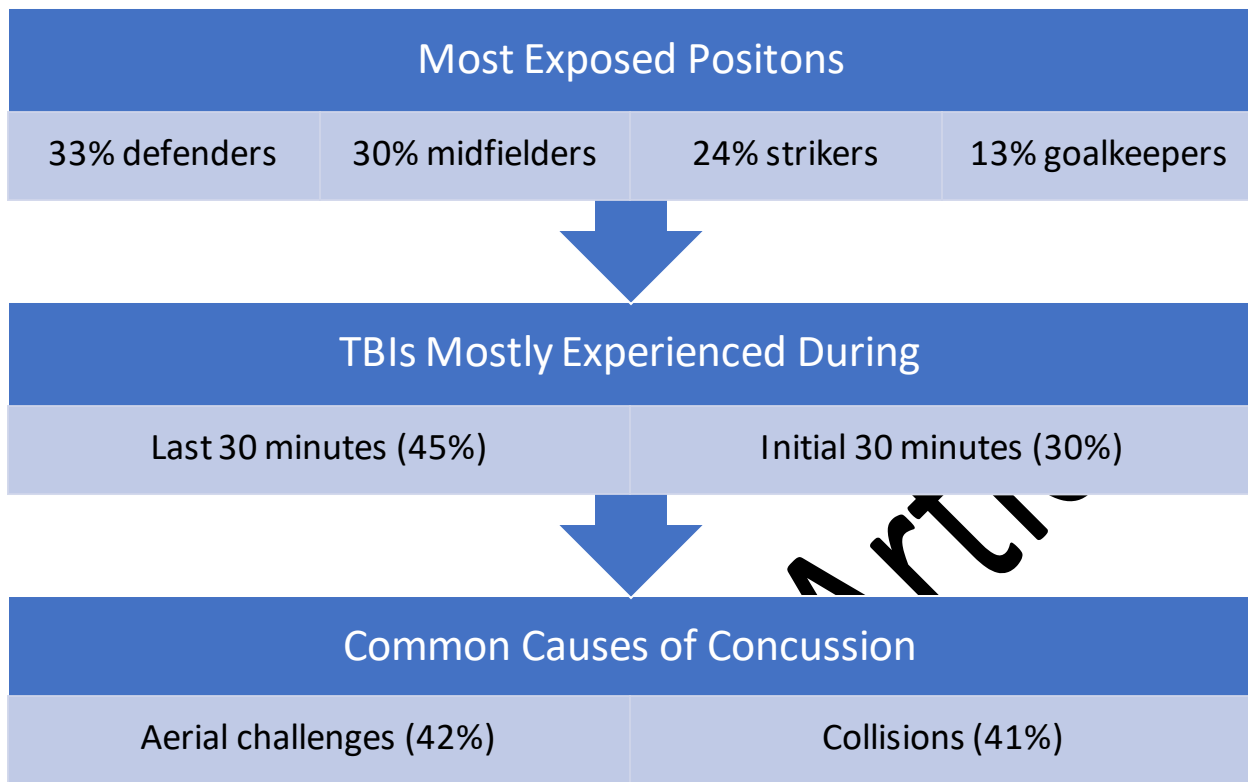 Most Exposed Positons
33% defenders
30% midfielders
24% strikers
13% goalkeepers
TBIs Mostly Experienced During
Last 30 minutes (45%)
Initial 30 minutes (30%)
Common Causes of Concussion
Aerial challenges (42%)
Collisions (41%)